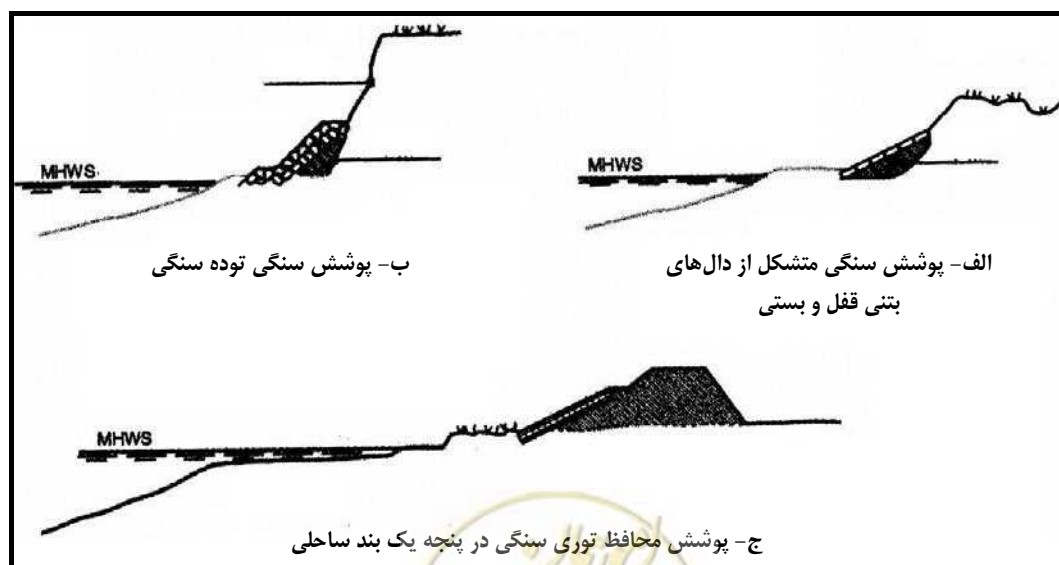 MHWS
MHWS
ب- پوشش سنگی توده سنگی
الف- پوشش سنگی متشکل از دال‌های
بتنی قفل و بستی
MHWS
ج- پوشش محافظ توری سنگی در پنجه یک بند ساحلی